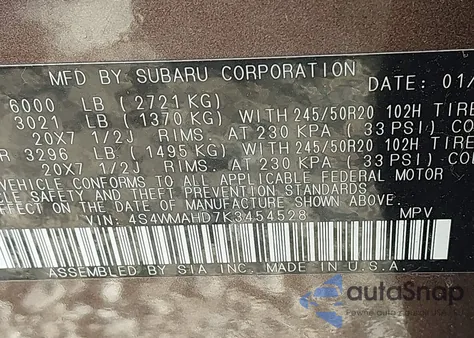 MFD BY SUBARU CORPORATION
DATE: 01/
6000 LB ( 2721 KG)
3021 LB ( 1370 KG) WITH 245/50R20 102H TIRE
20X7 1/2J RIMS. AT 230 KPA ( 33 PSI) CO
R 3296 LB ( 1495 KG) WITH 245/50R20 102H TIRE
20X7 1/2J RIMS. AT 230 KPA ( 33 PSI) CO
VEHICLE CONFORMS TO ALL APPLICABLE FEDERAL MOTOR
CLE SAFETY AND BUMPER STANDARDS
EFFECT ON THE DATE OF MANUFACTURE SHOWN ABOVE.
VIN: 4S4WMAHD7K3454528 MPV
ASSEMBLED BY SIA INC. MADE IN U.S.A.
autoSnap